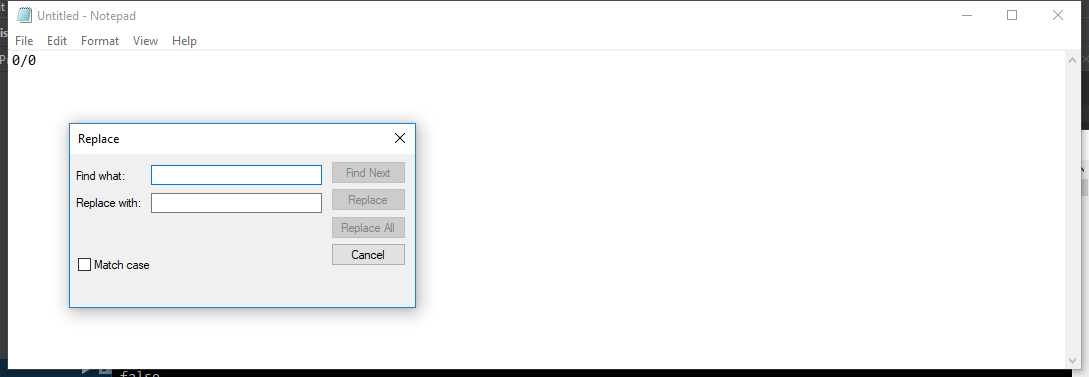 Untitled - Notepad
File Edit Format View Help
0/0
Replace
Find what:
Find Next
Replace with:
Replace
Replace All
Cancel
Match case
false